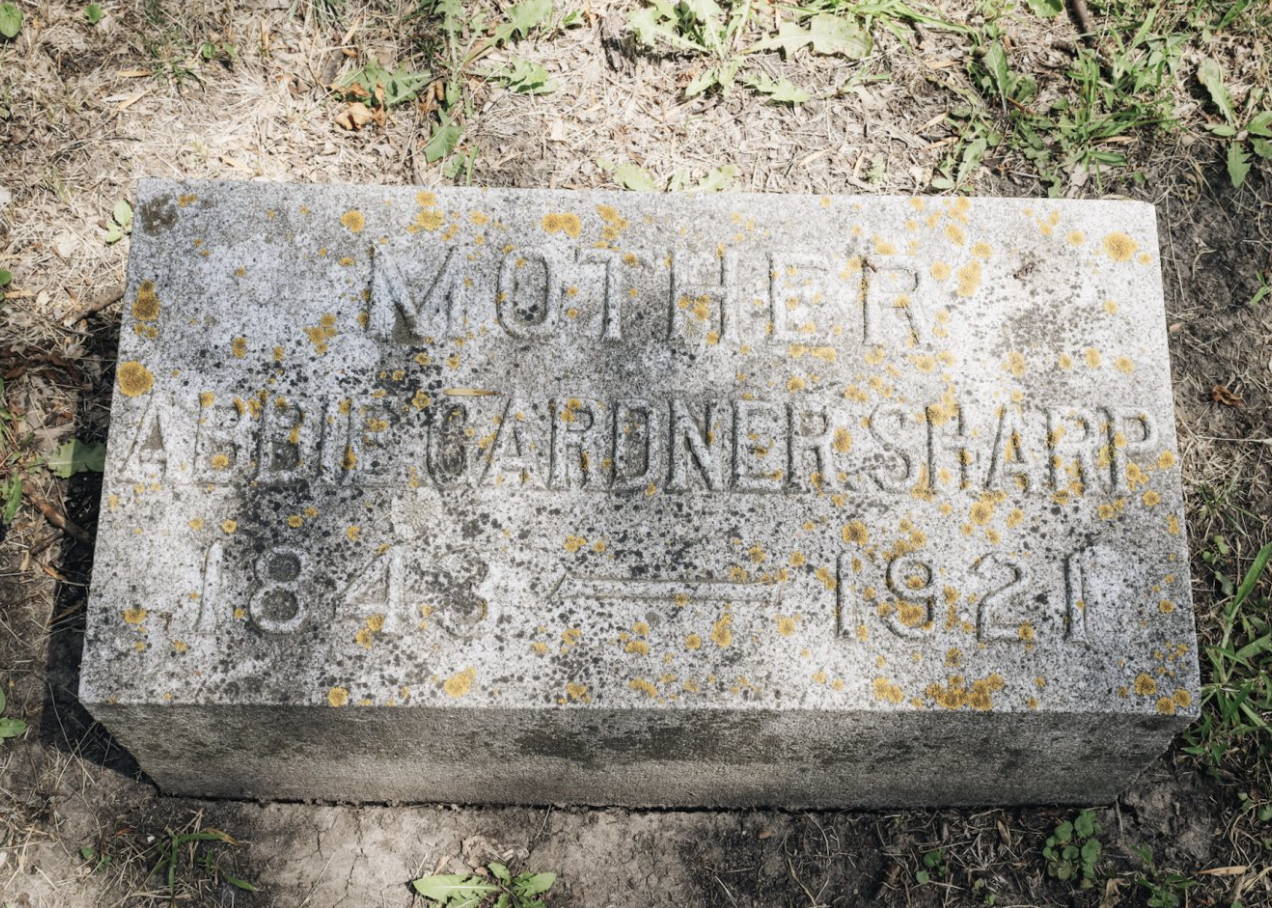 MOTHER
ABBIE GARDNER SHARP
1843 — 1921